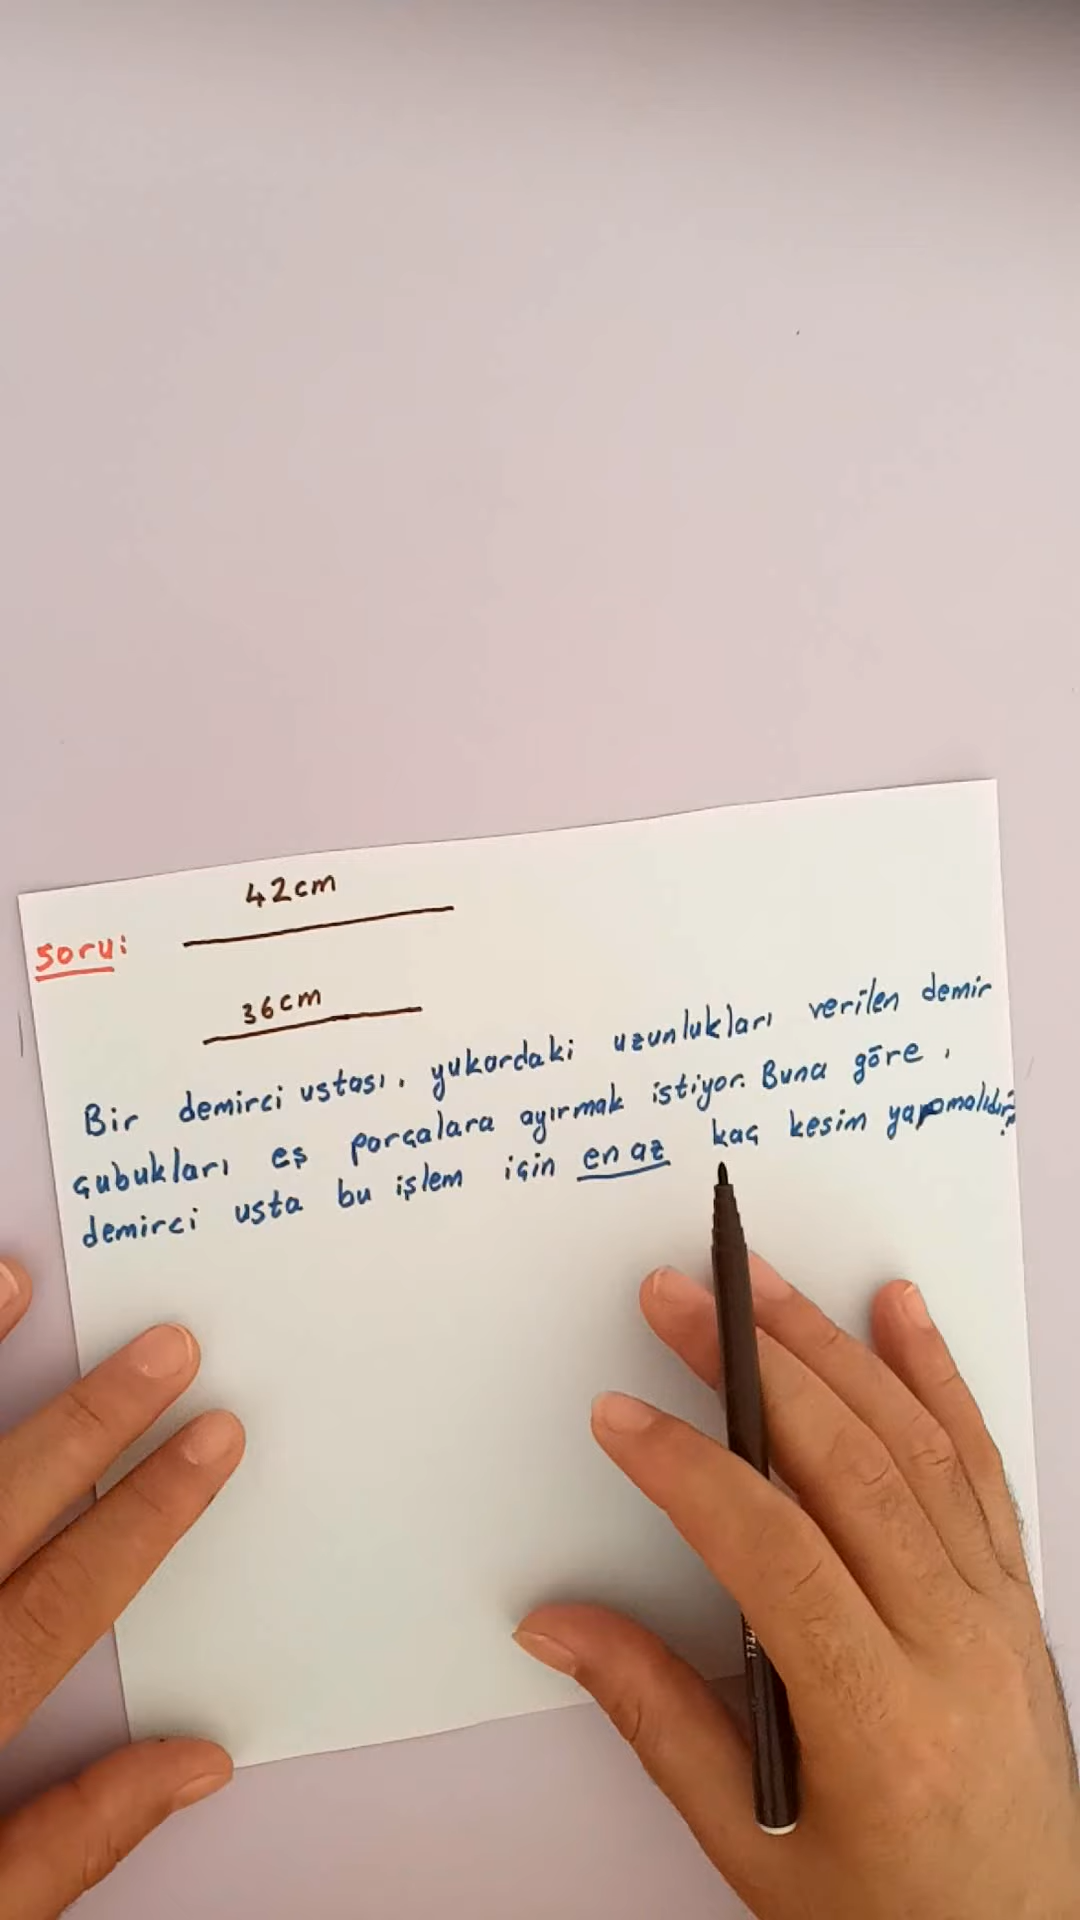 42cm
Soru:
36cm
Bir demirci ustası, yukardaki uzunlukları verilen demir
çubukları eş parçalara ayırmak istiyor. Buna göre,
demirci usta bu işlem için en az kaç kesim yapmalıdır?